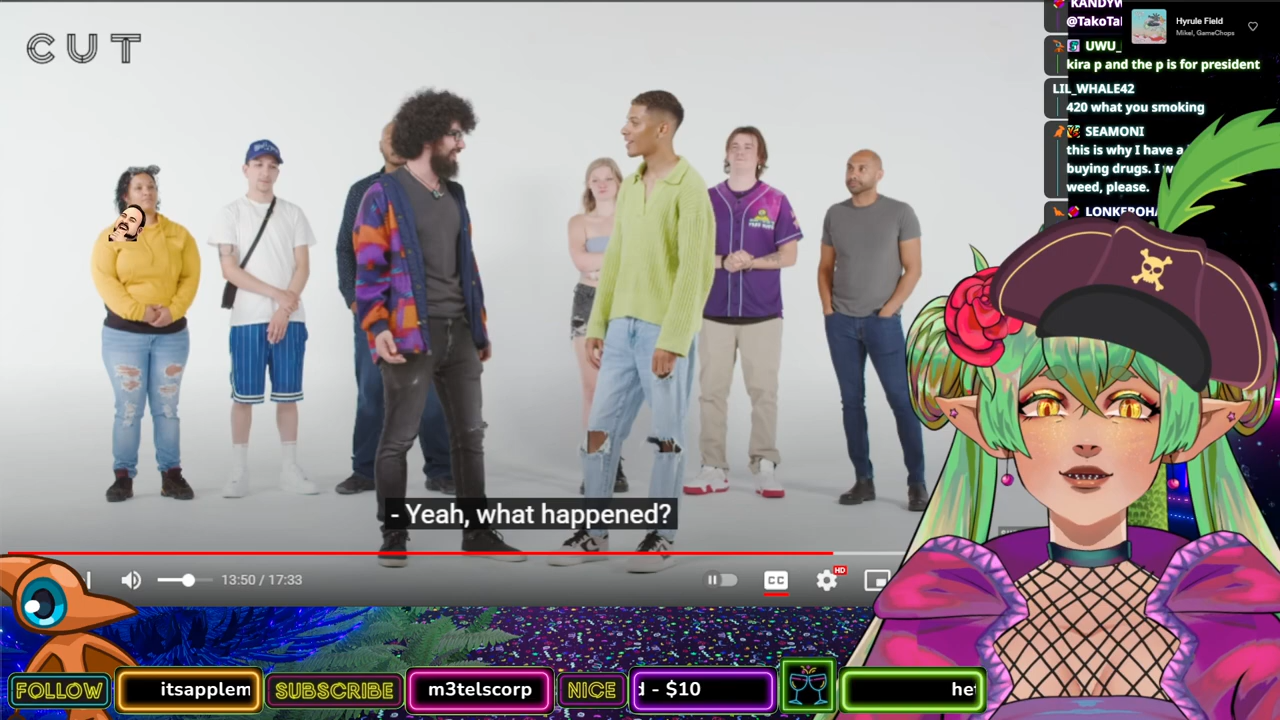 CUT
KANDYW
@TakoTal
Hyrule Field
Mikel, GameChops
UWU_
kira p and the p is for president
LIL_WHALE42
420 what you smoking
SEAMONI
this is why I have a
buying drugs. I w
weed, please.
LONKEROHA
- Yeah, what happened?
13:50 / 17:33
CC
HD
FOLLOW
itsapplem
SUBSCRIBE
m3telscorp
NICE
d - $10
het